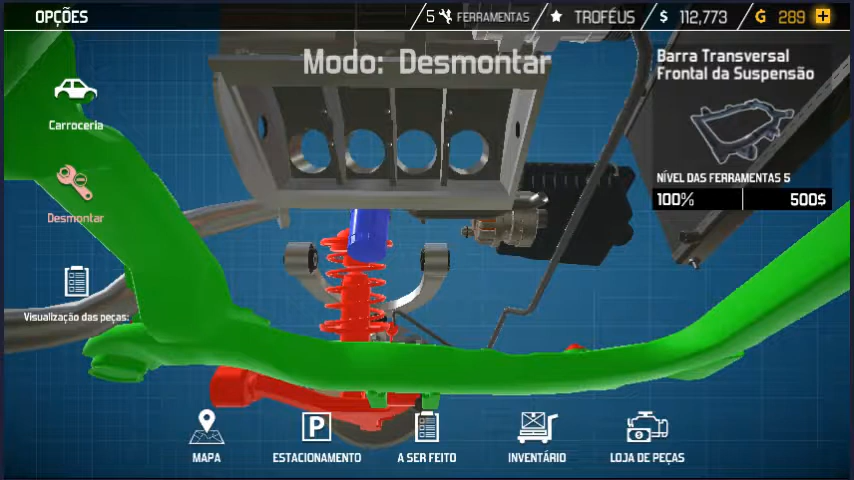 OPÇÕES
5 FERRAMENTAS
TROFÉUS
$ 112,773
G 289
Modo: Desmontar
Barra Transversal
Frontal da Suspensão
Carroceria
NÍVEL DAS FERRAMENTAS 5
100% 500$
Desmontar
Visualização das peças:
P
MAPA
ESTACIONAMENTO
A SER FEITO
INVENTÁRIO
LOJA DE PEÇAS